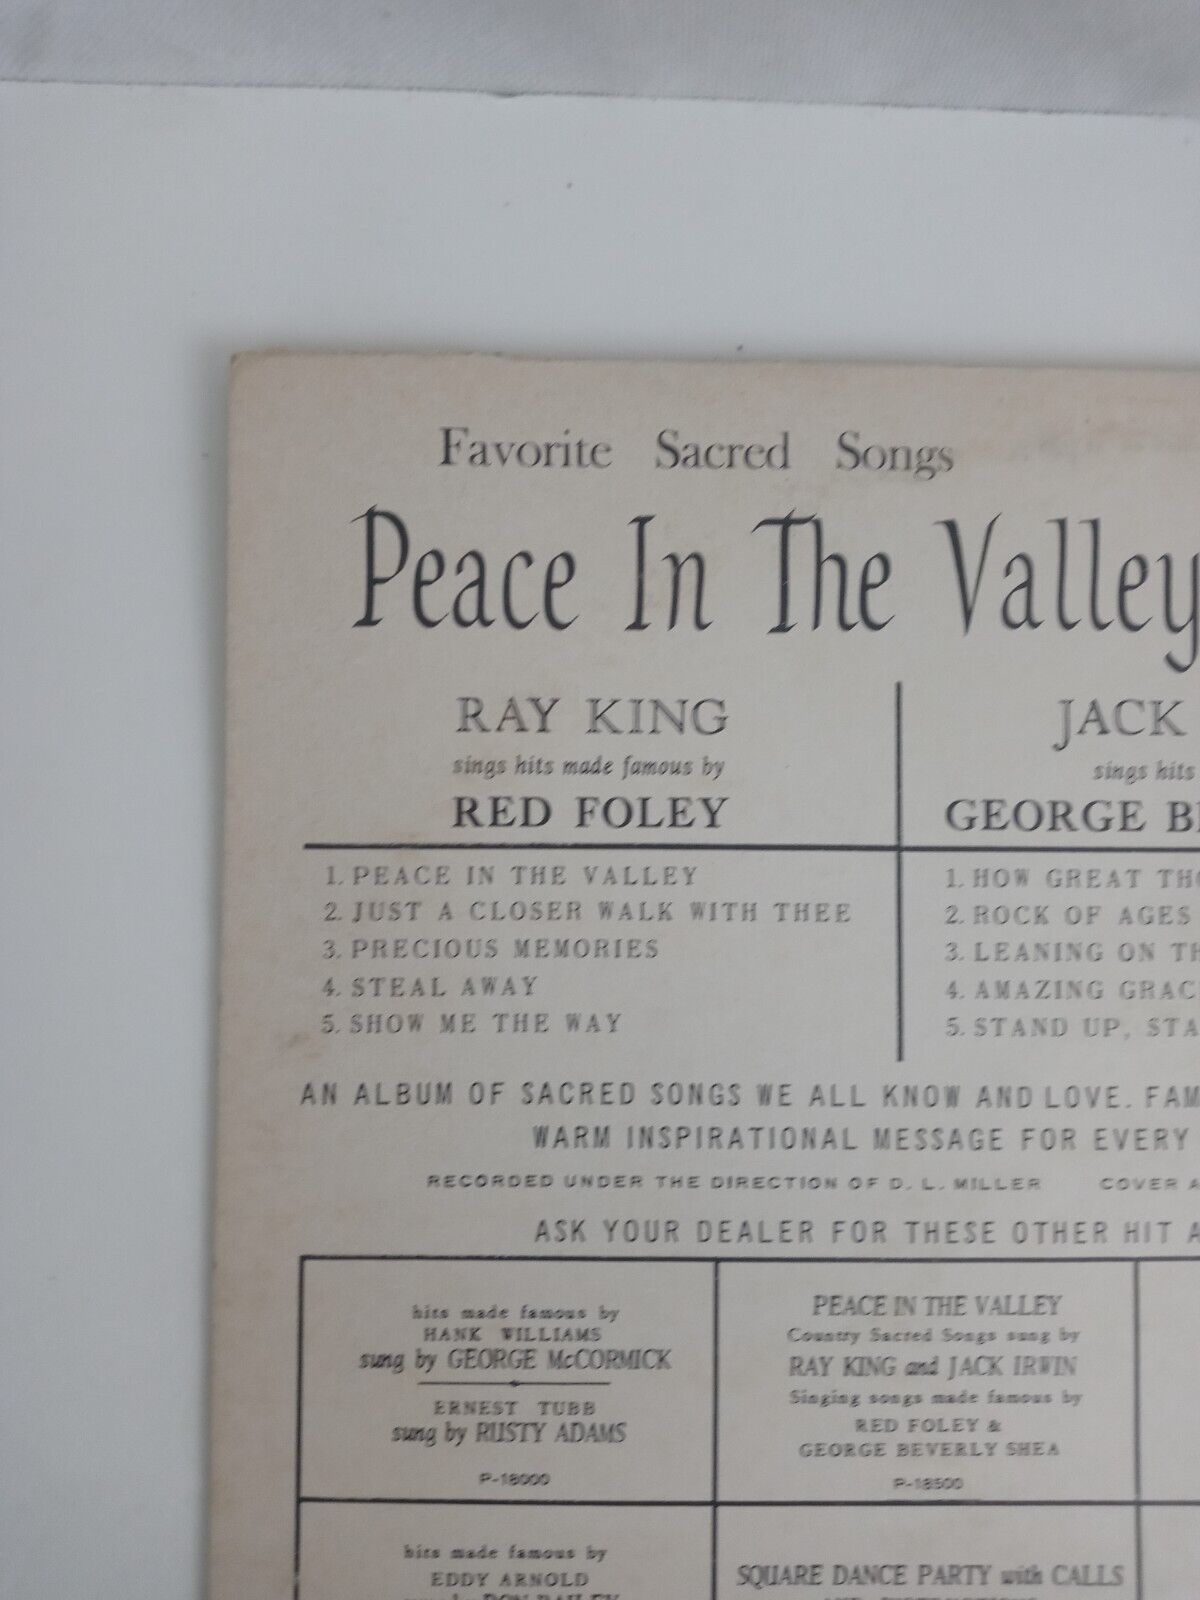 Favorite Sacred Songs
Peace In The Valley
RAY KING
sings hits made famous by
RED FOLEY
1. PEACE IN THE VALLEY
2. JUST A CLOSER WALK WITH THEE
3. PRECIOUS MEMORIES
4. STEAL AWAY
5. SHOW ME THE WAY
JACK
sings hits
GEORGE
1. HOW GREAT
2. ROCK OF AGES
3. LEANING ON
4. AMAZING
5. STAND UP,
AN ALBUM OF SACRED SONGS WE ALL KNOW AND LOVE.
WARM INSPIRATIONAL MESSAGE FOR EVERY
RECORDED UNDER THE DIRECTION OF D. L. MILLER COVER
ASK YOUR DEALER FOR THESE OTHER HIT
hits made famous by
HANK WILLIAMS
sung by GEORGE McCORMICK
ERNEST TUBB
sung by RUSTY ADAMS
P-18000
PEACE IN THE VALLEY
Country Sacred Songs sung by
RAY KING and JACK IRWIN
Singing songs made famous by
RED FOLEY &
GEORGE BEVERLY SHEA
P-18500
hits made famous by
EDDY ARNOLD
SQUARE DANCE PARTY with CALLS